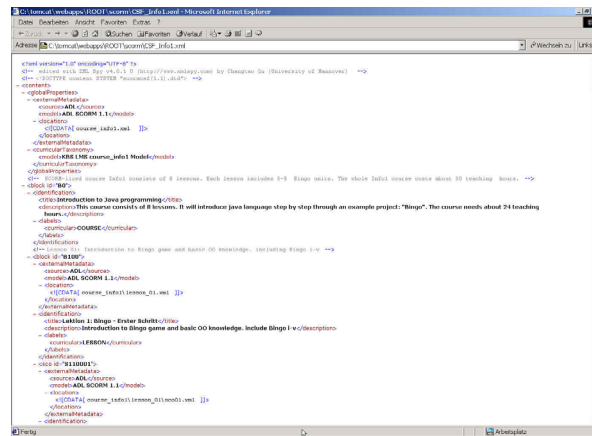 C:\tomcat\webapps\ROOT\scorm\CSF_Info1.xml - Microsoft Internet Explorer
Datei Bearbeiten Ansicht Favoriten Extras ?
Zurück Suchen Favoriten Verlauf
Adresse C:\tomcat\webapps\ROOT\scorm\CSF_Info1.xml Wechseln zu Links
<?xml version="1.0" encoding="UTF-8" ?>
<!-- edited with XML Spy v4.0.1 U (http://www.xmlspy.com) by Changtao Qu (University of Hannover) -->
<!-- <!DOCTYPE content SYSTEM "scormcsf(1.1).dtd"> -->
- <content>
- <globalProperties>
- <externalMetadata>
<source>ADL</source>
<model>ADL SCORM 1.1</model>
- <location>
<![CDATA[ course_info1.xml ]]>
</location>
</externalMetadata>
- <curricularTaxonomy>
<model>KBS LMS course_info1 Model</model>
</curricularTaxonomy>
</globalProperties>
<!-- SCORM-lized course Info1 consists of 8 lessons. Each lesson includes Bingo units. The whole Info1 course costs about teaching hours. -->
- <block id="B0">
- <identification>
<title>Introduction to Java programming</title>
<description>This course consists of 8 lessons. It will introduce java language step by step through an example project: "Bingo". The course needs about 24 teaching
hours.</description>
- <labels>
<curricular>COURSE</curricular>
</labels>
</identification>
<!-- Lesson 01: Introduction to Bingo game and basic OO knowledge. including Bingo i-v -->
- <block id="B100">
- <externalMetadata>
<source>ADL</source>
<model>ADL SCORM 1.1</model>
- <location>
<![CDATA[ course_info1\lesson_01.xml ]]>
</location>
</externalMetadata>
- <identification>
<title>Lektion 1: Bingo - Erster Schritt</title>
<description>Introduction to Bingo game and basic OO knowledge. include Bingo i-v</description>
- <labels>
<curricular>LESSON</curricular>
</labels>
</identification>
- <sco id="S110001">
- <externalMetadata>
<source>ADL</source>
<model>ADL SCORM 1.1</model>
- <location>
<![CDATA[ course_info1\lesson_01\sco01.xml ]]>
</location>
</externalMetadata>
- <identification>
Fertig Arbeitsplatz